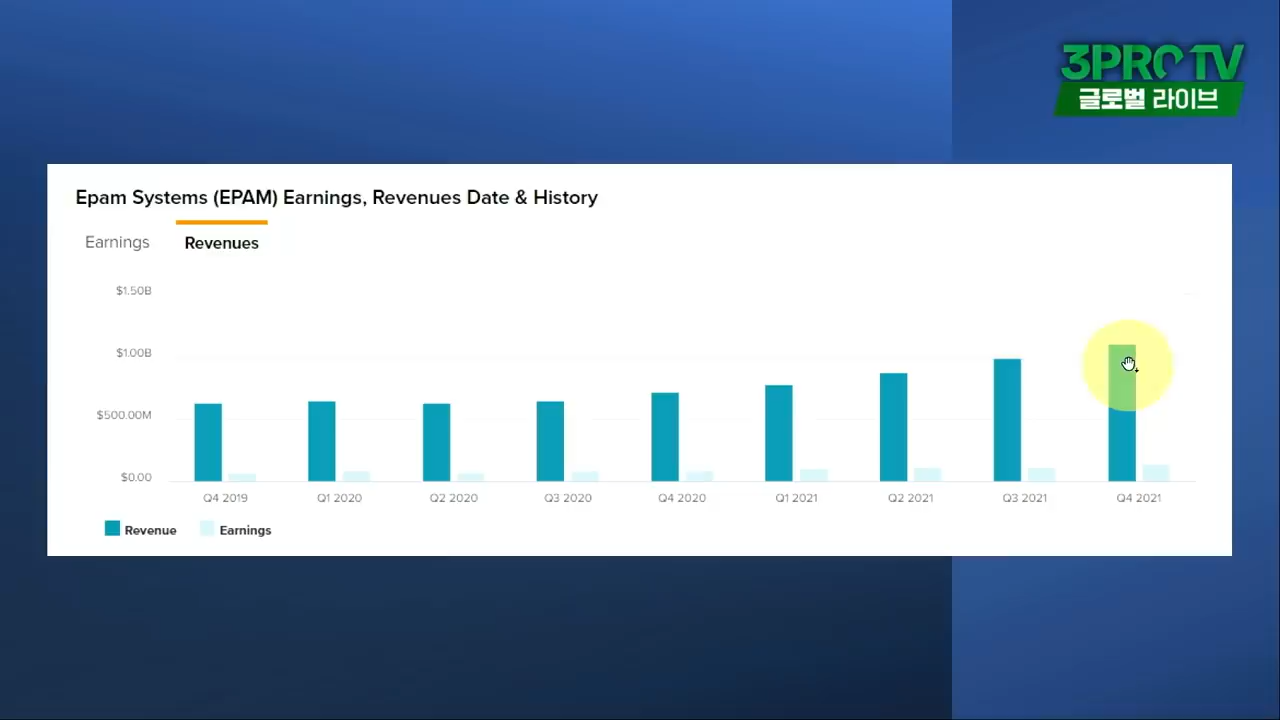 3PRO TV
글로벌 라이브
Epam Systems (EPAM) Earnings, Revenues Date & History
Earnings Revenues
$1.50B
$1.00B
$500.00M
$0.00
Q4 2019 Q1 2020 Q2 2020 Q3 2020 Q4 2020 Q1 2021 Q2 2021 Q3 2021 Q4 2021
Revenue Earnings